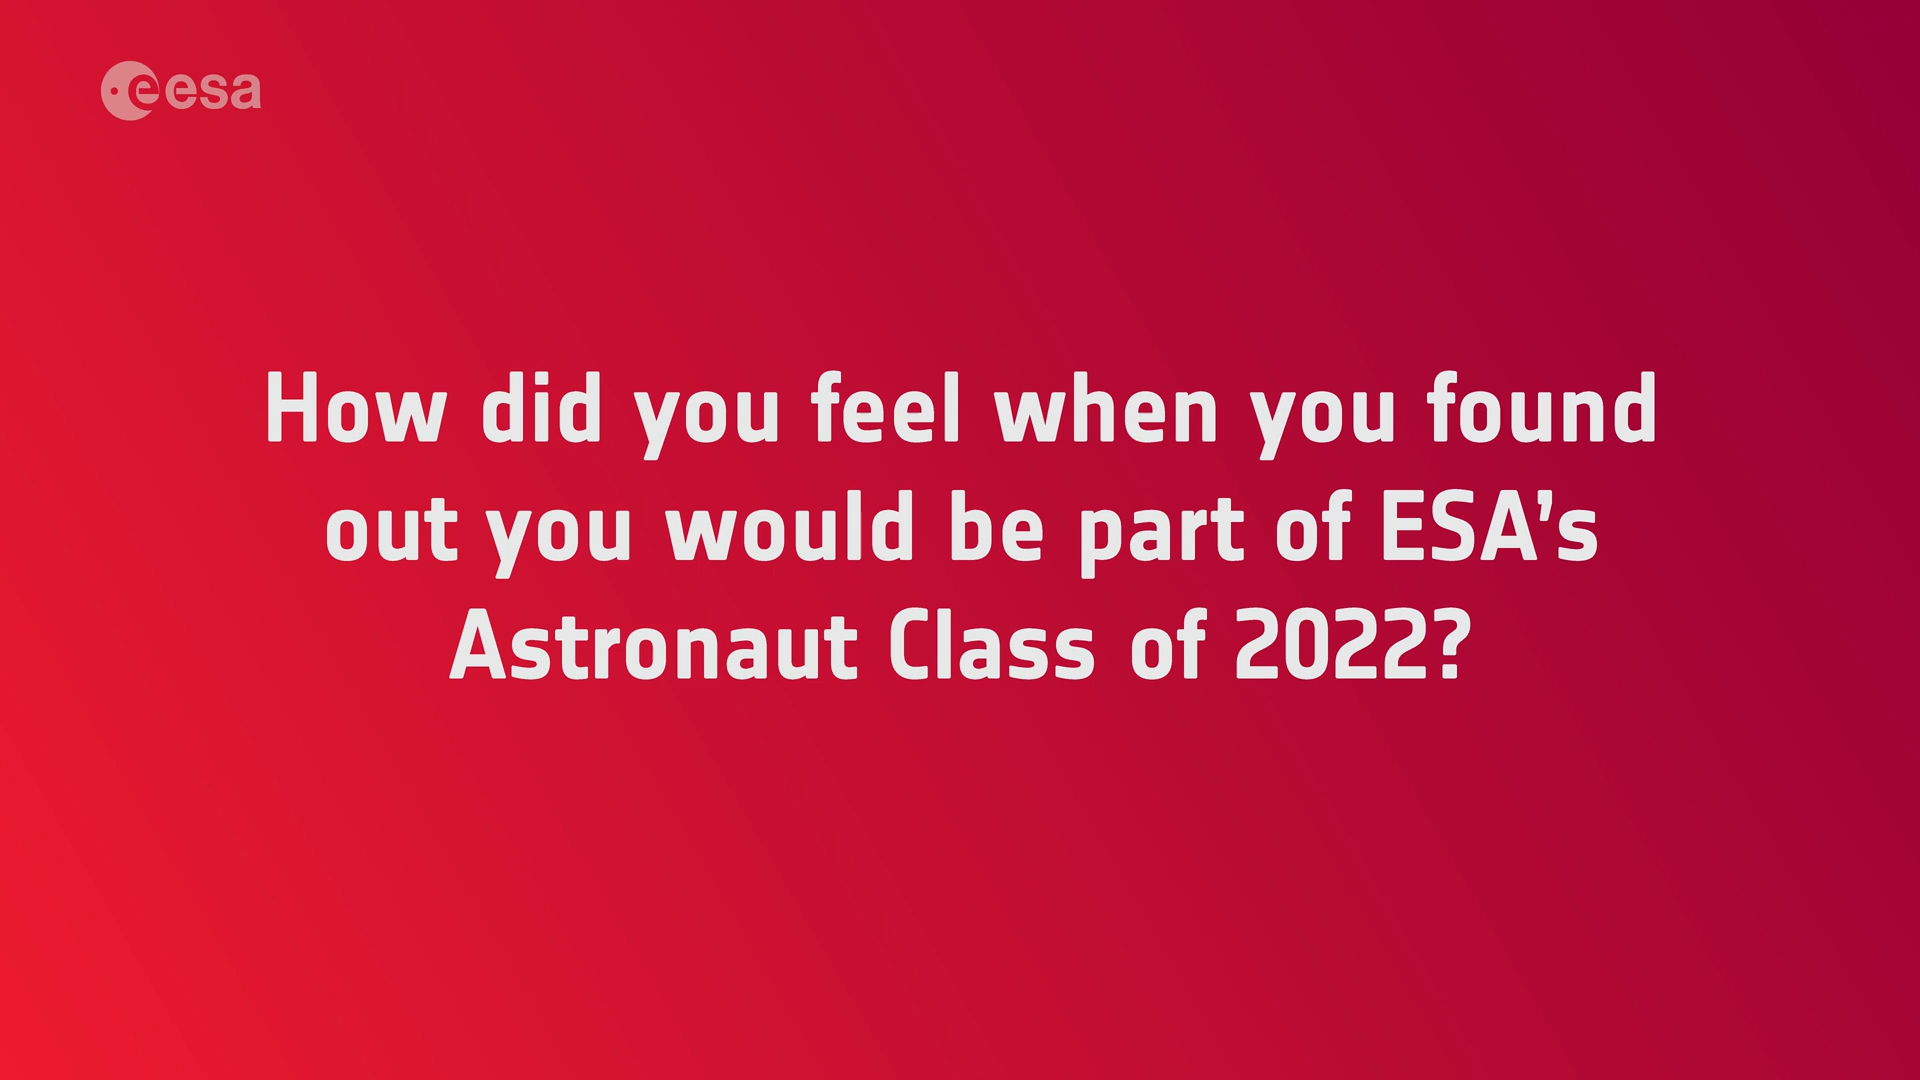 esa
How did you feel when you found
out you would be part of ESA’s
Astronaut Class of 2022?